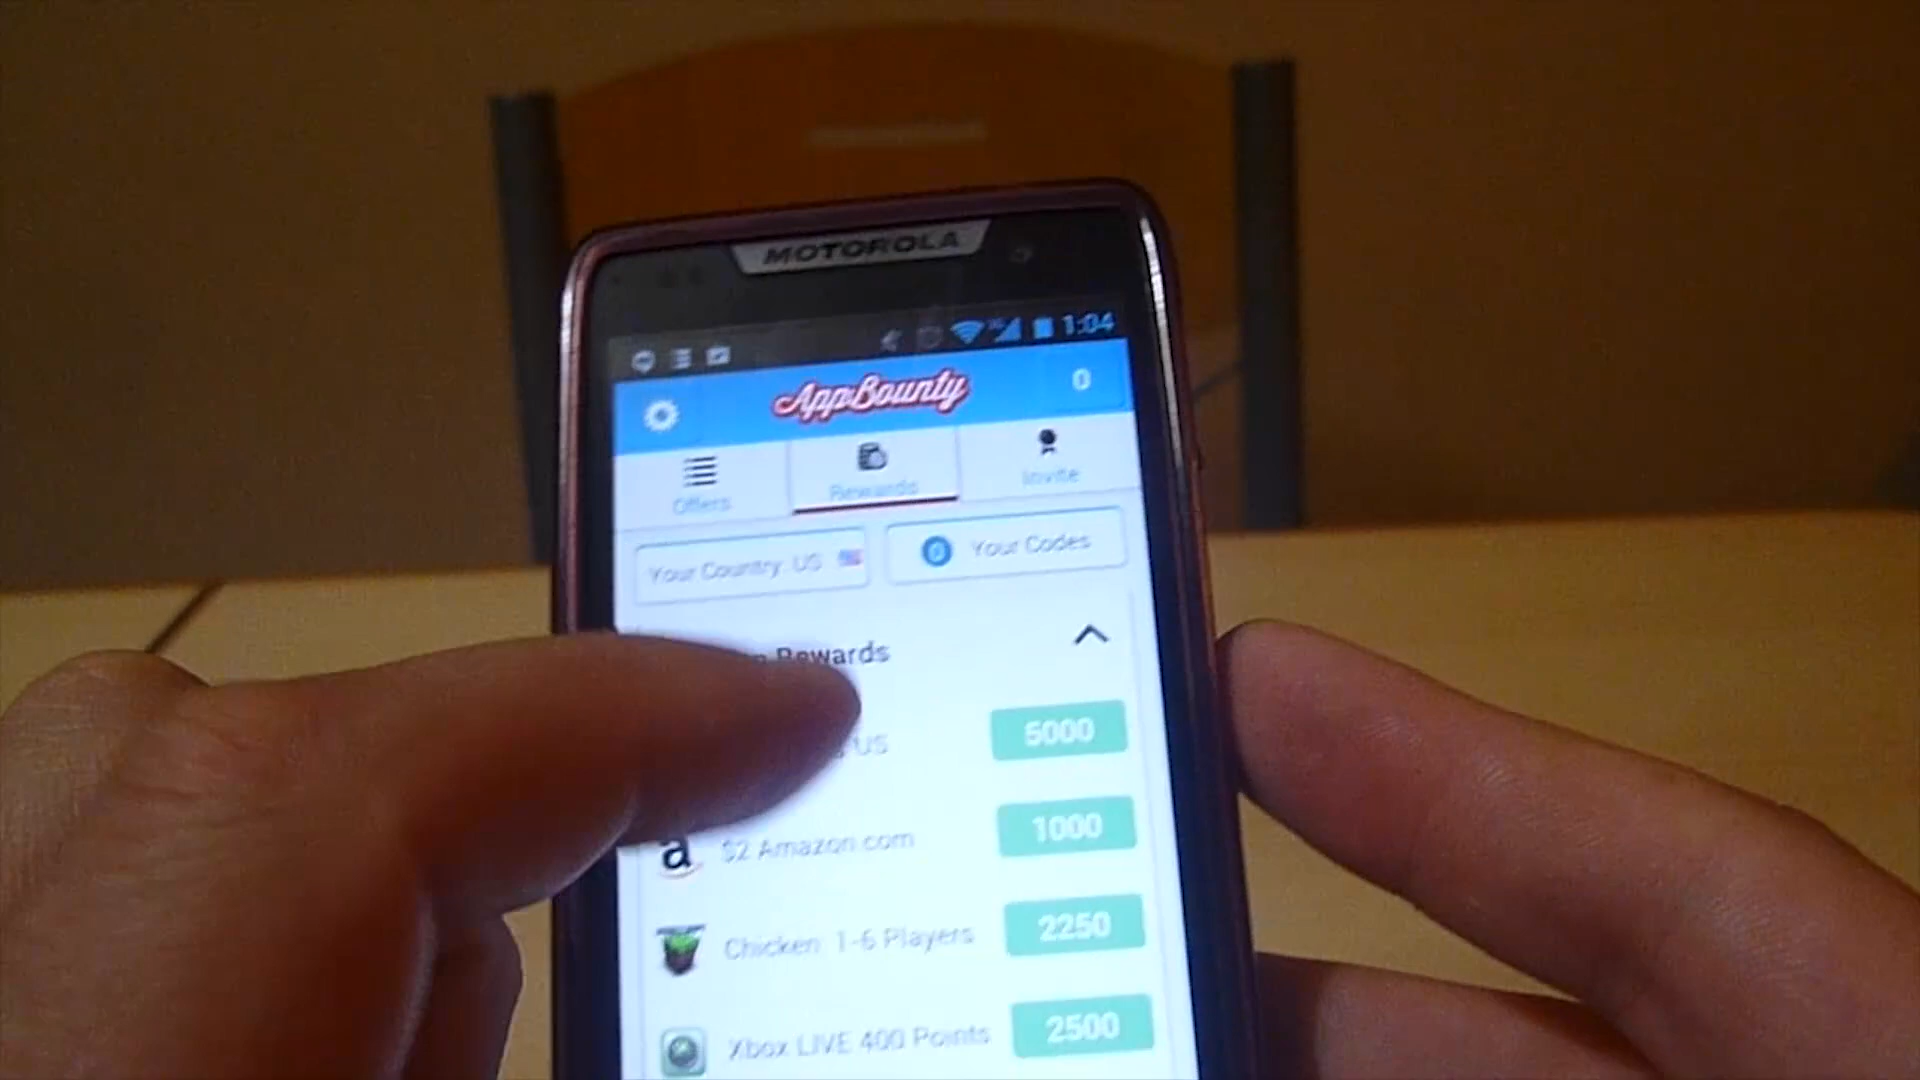 MOTOROLA
1:04
AppBounty
0
Offers
Rewards
Invite
Your Country: US
0 Your Codes
Rewards
US
5000
a $2 Amazon.com
1000
Chicken 1-6 Players
2250
Xbox LIVE 400 Points
2500